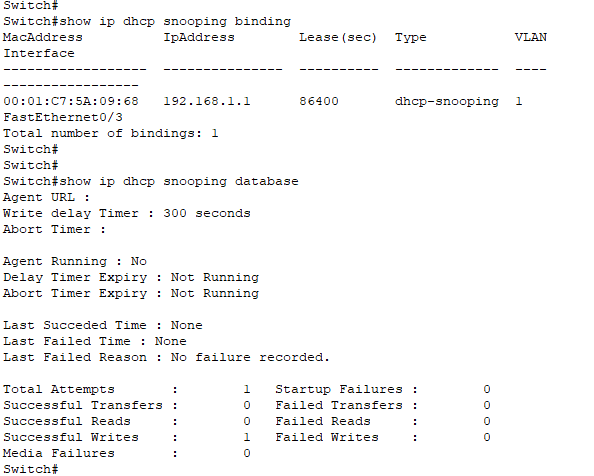 Switch#
Switch#show ip dhcp snooping binding
MacAddress          IpAddress        Lease(sec)  Type           VLAN
Interface
------------------  ---------------  ----------  -------------  ----
-----------------
00:01:C7:5A:09:68   192.168.1.1      86400       dhcp-snooping  1
FastEthernet0/3
Total number of bindings: 1
Switch#
Switch#
Switch#show ip dhcp snooping database
Agent URL :
Write delay Timer : 300 seconds
Abort Timer :
Agent Running : No
Delay Timer Expiry : Not Running
Abort Timer Expiry : Not Running
Last Succeded Time : None
Last Failed Time : None
Last Failed Reason : No failure recorded.
Total Attempts       :        1   Startup Failures :        0
Successful Transfers :        0   Failed Transfers :        0
Successful Reads     :        0   Failed Reads     :        0
Successful Writes    :        1   Failed Writes    :        0
Media Failures       :        0
Switch#